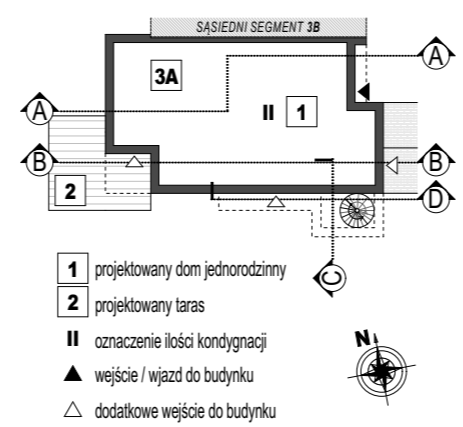 SĄSIEDNI SEGMENT 3B
A
3A
II 1
A
B
B
2
D
C
1 projektowany dom jednorodzinny
2 projektowany taras
II oznaczenie ilości kondygnacji
N
wejście / wjazd do budynku
dodatkowe wejście do budynku